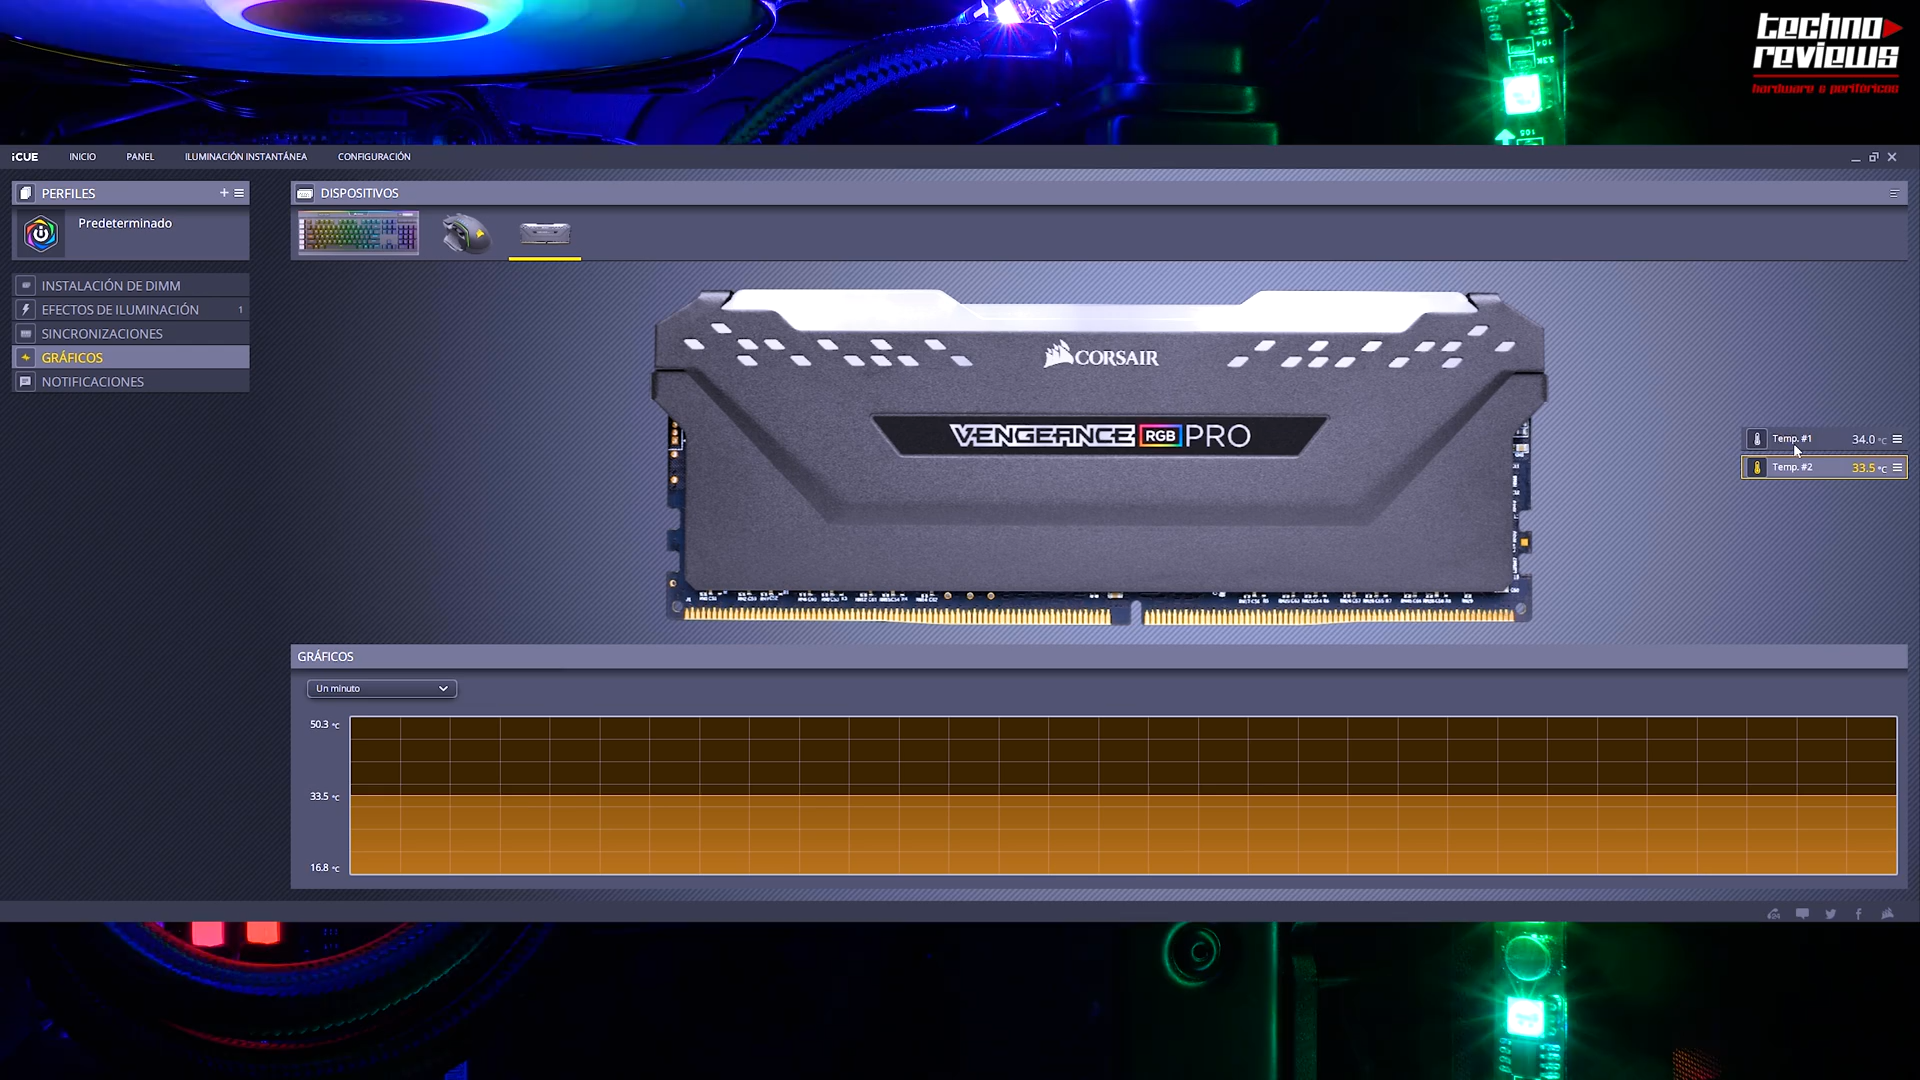 techno
reviews
hardware & periféricos
iCUE INICIO PANEL ILUMINACIÓN INSTANTÁNEA CONFIGURACIÓN
PERFILES
Predeterminado
INSTALACIÓN DE DIMM
EFECTOS DE ILUMINACIÓN 1
SINCRONIZACIONES
GRÁFICOS
NOTIFICACIONES
DISPOSITIVOS
CORSAIR
VENGEANCE RGB PRO
Temp. #1 34.0 °C
Temp. #2 33.5 °C
GRÁFICOS
Un minuto
50.3 °C
33.5 °C
16.8 °C